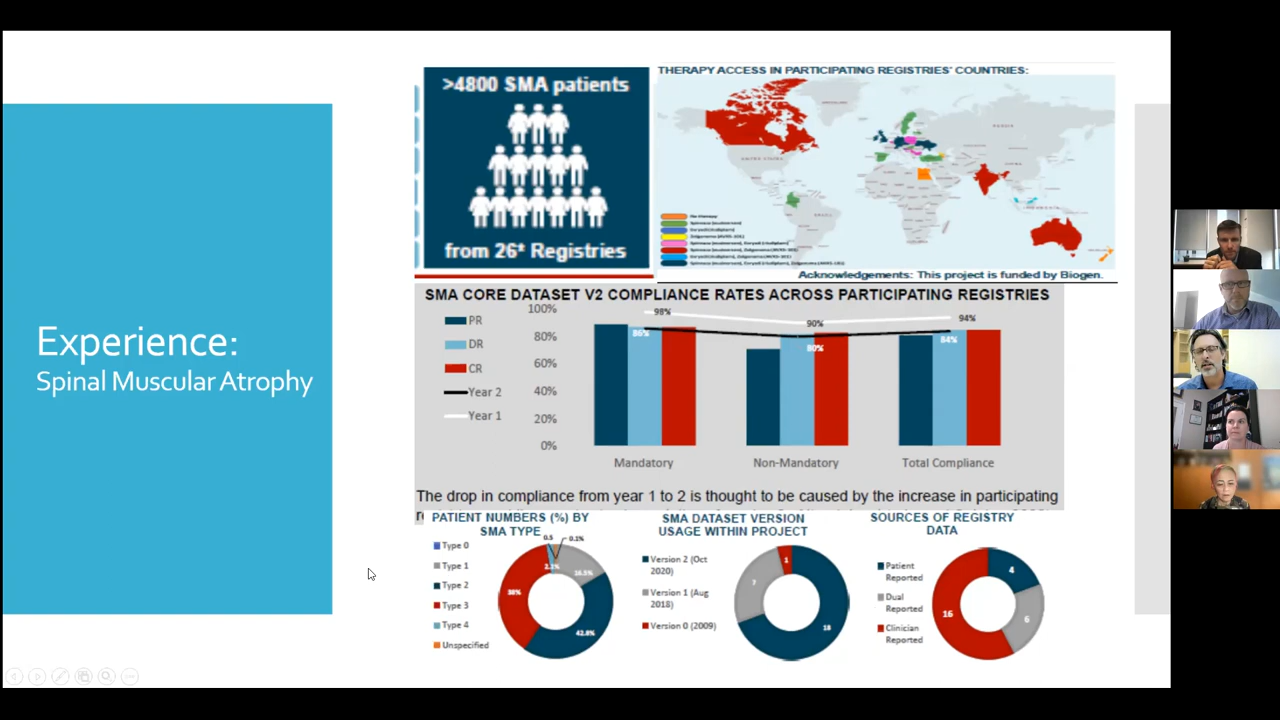 Experience:
Spinal Muscular Atrophy
>4800 SMA patients
from 26* Registries
THERAPY ACCESS IN PARTICIPATING REGISTRIES' COUNTRIES:
Acknowledgements: This project is funded by Biogen.
SMA CORE DATASET V2 COMPLIANCE RATES ACROSS PARTICIPATING REGISTRIES
PR
DR
CR
Year 2
Year 1
100%
80%
60%
40%
20%
0%
98%
90%
94%
86%
80%
84%
Mandatory
Non-Mandatory
Total Compliance
The drop in compliance from year 1 to 2 is thought to be caused by the increase in participating
PATIENT NUMBERS (%) BY
SMA TYPE
Type 0
Type 1
Type 2
Type 3
Type 4
Unspecified
0.5
0.1%
2.1%
16.5%
38%
42.8%
SMA DATASET VERSION
USAGE WITHIN PROJECT
Version 2 (Oct
2020)
Version 1 (Aug
2018)
Version 0 (2009)
1
7
18
SOURCES OF REGISTRY
DATA
Patient
Reported
Dual
Reported
Clinician
Reported
4
6
16